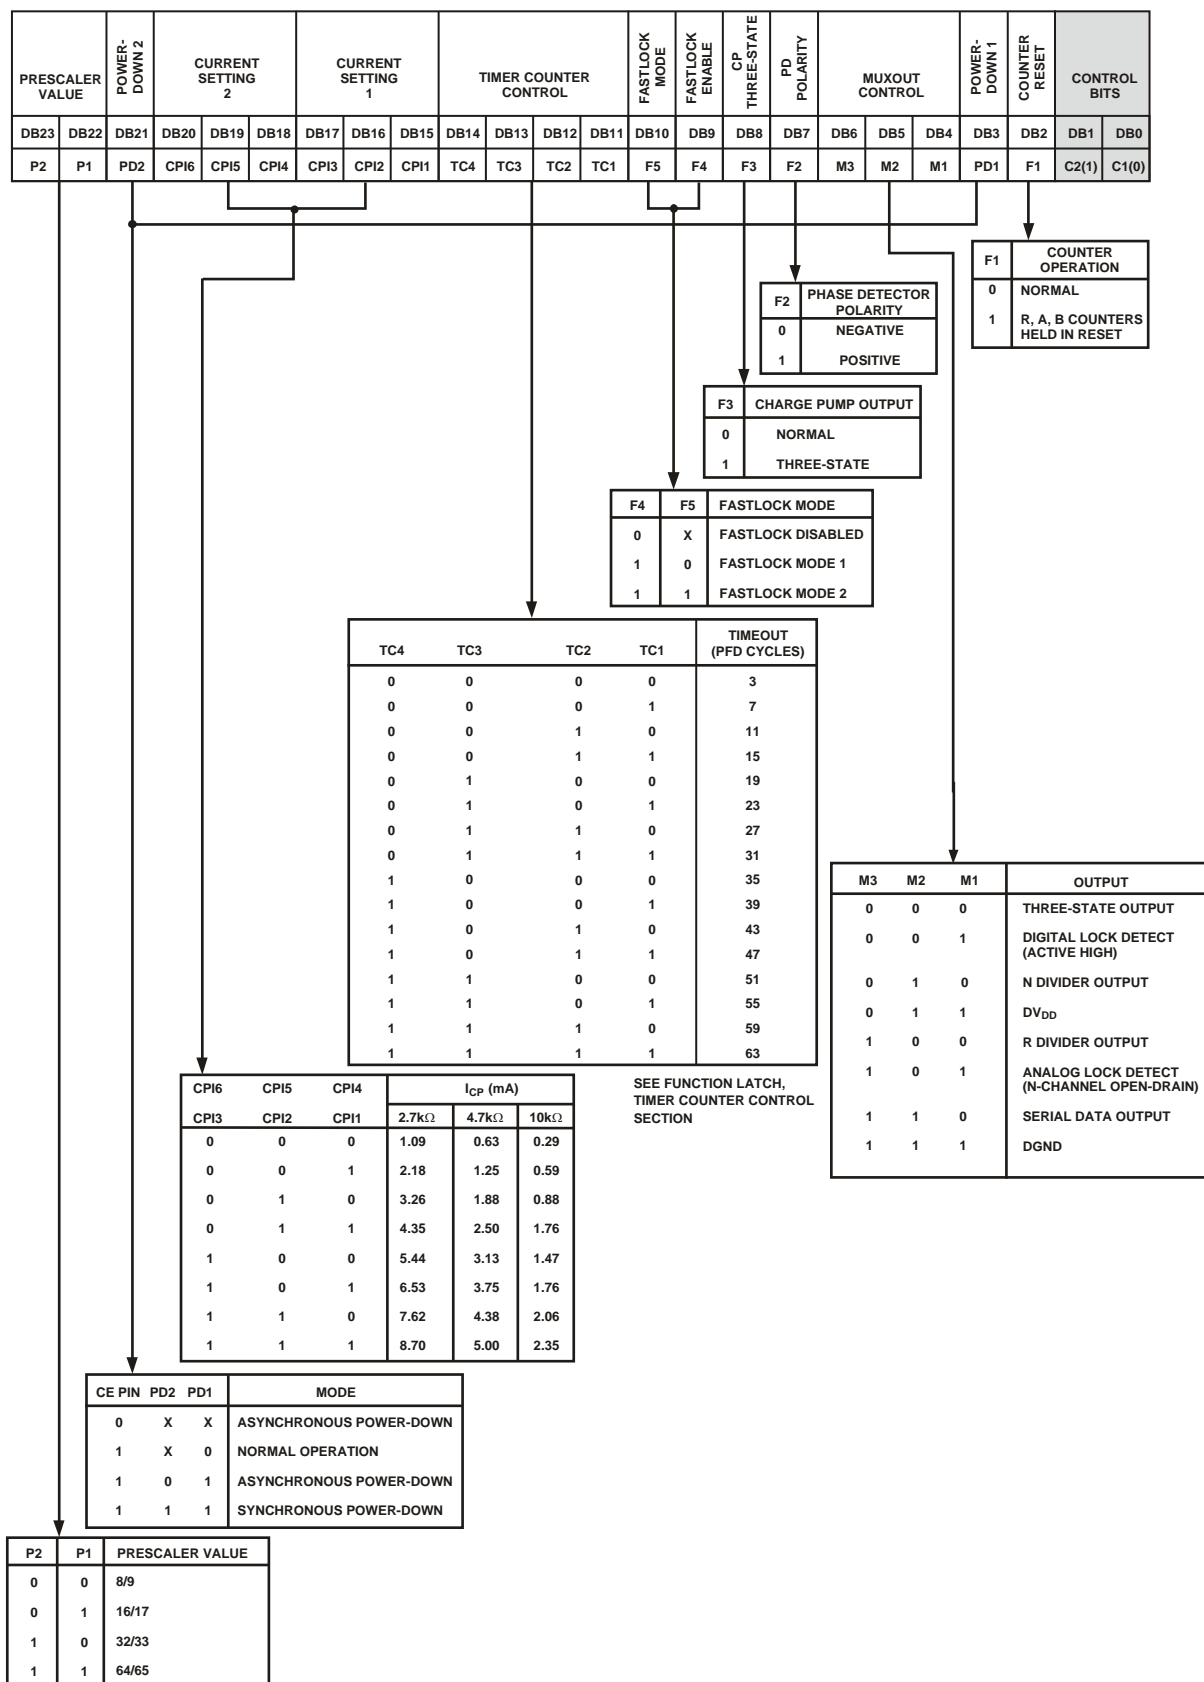 PRESCALER VALUE
POWER-DOWN 2
CURRENT SETTING 2
CURRENT SETTING 1
TIMER COUNTER CONTROL
FASTLOCK MODE
FASTLOCK ENABLE
CP THREE-STATE
PD POLARITY
MUXOUT CONTROL
POWER-DOWN 1
COUNTER RESET
CONTROL BITS
DB23 DB22 DB21 DB20 DB19 DB18 DB17 DB16 DB15 DB14 DB13 DB12 DB11 DB10 DB9 DB8 DB7 DB6 DB5 DB4 DB3 DB2 DB1 DB0
P2 P1 PD2 CPI6 CPI5 CPI4 CPI3 CPI2 CPI1 TC4 TC3 TC2 TC1 F5 F4 F3 F2 M3 M2 M1 PD1 F1 C2(1) C1(0)
F1 COUNTER OPERATION
0 NORMAL
1 R, A, B COUNTERS
HELD IN RESET
F2 PHASE DETECTOR POLARITY
0 NEGATIVE
1 POSITIVE
F3 CHARGE PUMP OUTPUT
0 NORMAL
1 THREE-STATE
F4 F5 FASTLOCK MODE
0 X FASTLOCK DISABLED
1 0 FASTLOCK MODE 1
1 1 FASTLOCK MODE 2
TC4 TC3 TC2 TC1 TIMEOUT (PFD CYCLES)
0 0 0 0 3
0 0 0 1 7
0 0 1 0 11
0 0 1 1 15
0 1 0 0 19
0 1 0 1 23
0 1 1 0 27
0 1 1 1 31
1 0 0 0 35
1 0 0 1 39
1 0 1 0 43
1 0 1 1 47
1 1 0 0 51
1 1 0 1 55
1 1 1 0 59
1 1 1 1 63
SEE FUNCTION LATCH,
TIMER COUNTER CONTROL
SECTION
M3 M2 M1 OUTPUT
0 0 0 THREE-STATE OUTPUT
0 0 1 DIGITAL LOCK DETECT
(ACTIVE HIGH)
0 1 0 N DIVIDER OUTPUT
0 1 1 DVDD
1 0 0 R DIVIDER OUTPUT
1 0 1 ANALOG LOCK DETECT
(N-CHANNEL OPEN-DRAIN)
1 1 0 SERIAL DATA OUTPUT
1 1 1 DGND
CPI6 CPI5 CPI4 ICP (mA)
CPI3 CPI2 CPI1 2.7kΩ 4.7kΩ 10kΩ
0 0 0 1.09 0.63 0.29
0 0 1 2.18 1.25 0.59
0 1 0 3.26 1.88 0.88
0 1 1 4.35 2.50 1.76
1 0 0 5.44 3.13 1.47
1 0 1 6.53 3.75 1.76
1 1 0 7.62 4.38 2.06
1 1 1 8.70 5.00 2.35
CE PIN PD2 PD1 MODE
0 X X ASYNCHRONOUS POWER-DOWN
1 X 0 NORMAL OPERATION
1 0 1 ASYNCHRONOUS POWER-DOWN
1 1 1 SYNCHRONOUS POWER-DOWN
P2 P1 PRESCALER VALUE
0 0 8/9
0 1 16/17
1 0 32/33
1 1 64/65